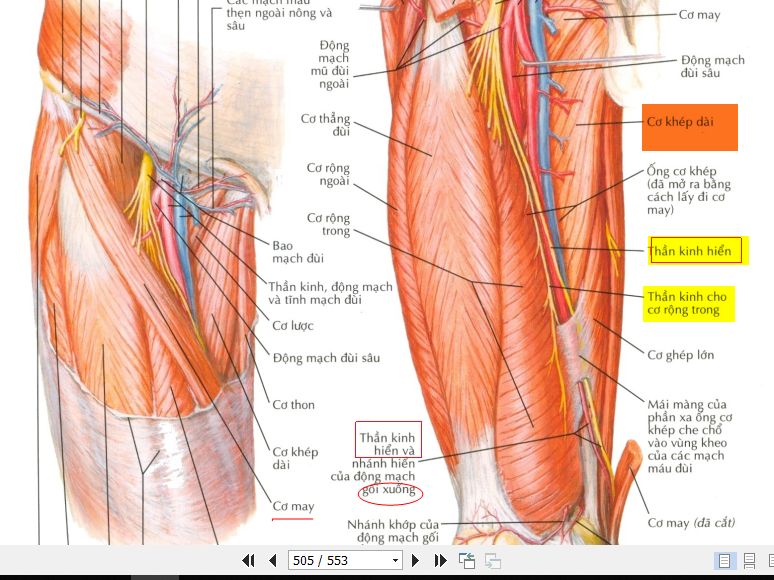 Các mạch máu
thẹn ngoài nông và
sâu
Bao
mạch đùi
Thần kinh, động mạch
và tĩnh mạch đùi
Cơ lược
Động mạch đùi sâu
Cơ thon
Cơ khép
dài
Cơ may
Động
mạch
mũ đùi
ngoài
Cơ thẳng
đùi
Cơ rộng
ngoài
Cơ rộng
trong
Thần kinh
hiển và
nhánh hiển
của động mạch
gối xuống
Nhánh khớp của
động mạch gối
Cơ may
Động mạch
đùi sâu
Cơ khép dài
Ống cơ khép
(đã mở ra bằng
cách lấy đi cơ
may)
Thần kinh hiển
Thần kinh cho
cơ rộng trong
Cơ ghép lớn
Mái màng của
phần xa ống cơ
khép che chổ
vào vùng kheo
của các mạch
máu đùi
Cơ may (đã cắt)
505 / 553